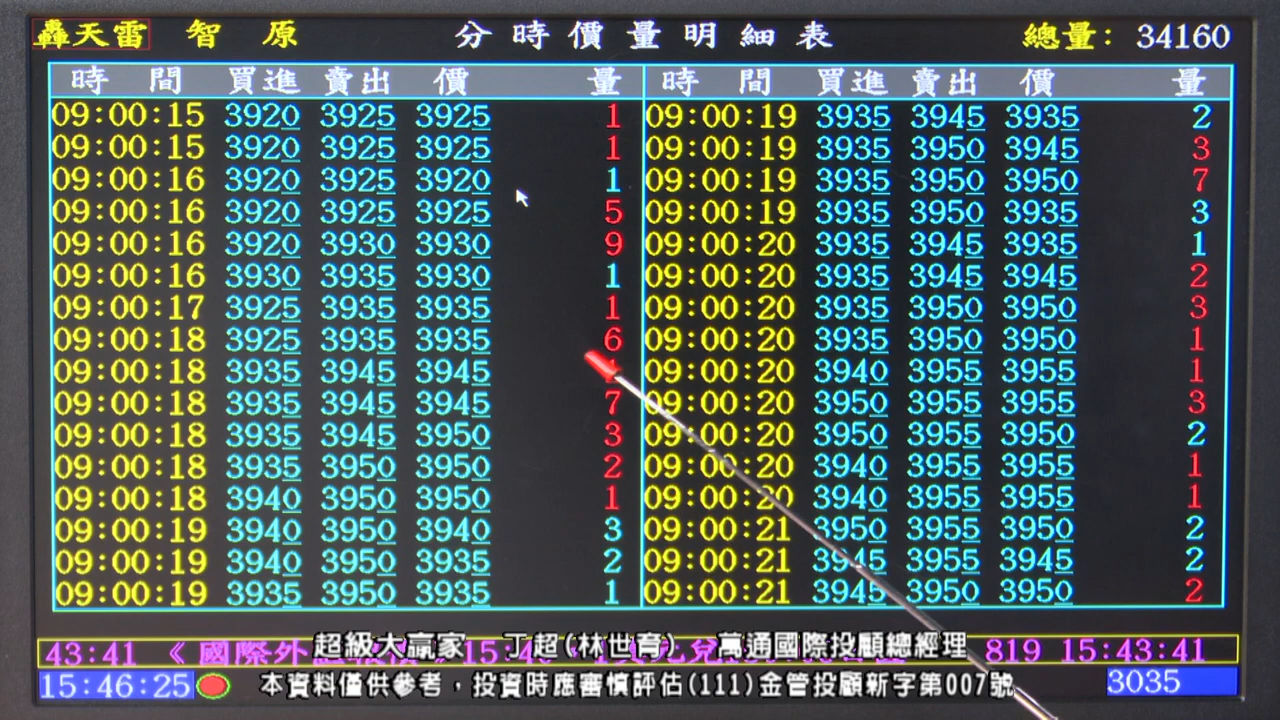 轟天雷 智原 分時價量明細表 總量: 34160
時間 買進 賣出 價 量 時間 買進 賣出 價 量
09:00:15 3920 3925 3925 1 09:00:19 3935 3945 3935 2
09:00:15 3920 3925 3925 1 09:00:19 3935 3950 3945 3
09:00:16 3920 3925 3920 1 09:00:19 3935 3950 3950 7
09:00:16 3920 3925 3925 5 09:00:19 3935 3950 3935 3
09:00:16 3920 3930 3930 9 09:00:20 3935 3945 3935 1
09:00:16 3930 3935 3930 1 09:00:20 3935 3945 3945 2
09:00:17 3925 3935 3935 1 09:00:20 3935 3950 3950 3
09:00:18 3925 3935 3935 6 09:00:20 3935 3950 3950 1
09:00:18 3935 3945 3945 09:00:20 3940 3955 3955 1
09:00:18 3935 3945 3945 7 09:00:20 3950 3955 3955 3
09:00:18 3935 3945 3950 3 09:00:20 3950 3955 3950 2
09:00:18 3935 3950 3950 2 09:00:20 3940 3955 3955 1
09:00:18 3940 3950 3950 1 09:00:20 3940 3955 3955 1
09:00:19 3940 3950 3940 3 09:00:21 3950 3955 3950 2
09:00:19 3940 3950 3935 2 09:00:21 3945 3955 3945 2
09:00:19 3935 3950 3935 1 09:00:21 3945 3950 3950 2
43:41 《國際外 819 15:43:41
超級大贏家 丁超(林世育) 萬通國際投顧總經理
15:46:25 3035
本資料僅供參考，投資時應審慎評估(111)金管投顧新字第007號